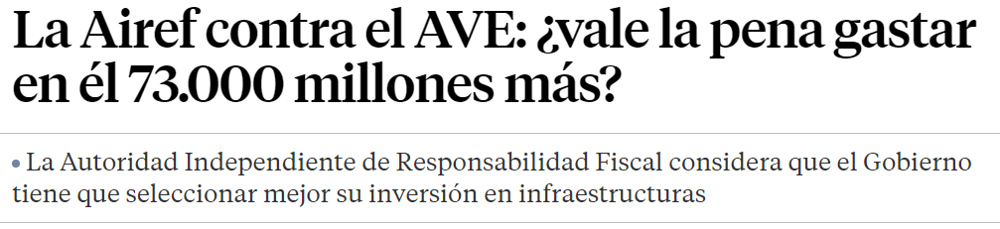 La Airef contra el AVE: ¿vale la pena gastar
en él 73.000 millones más?
• La Autoridad Independiente de Responsabilidad Fiscal considera que el Gobierno
tiene que seleccionar mejor su inversión en infraestructuras